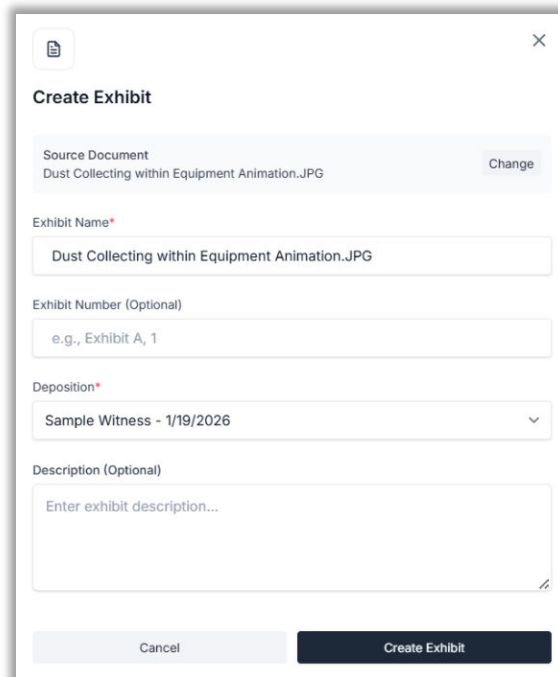 Create Exhibit
Source Document
Dust Collecting within Equipment Animation.JPG
Change
Exhibit Name*
Dust Collecting within Equipment Animation.JPG
Exhibit Number (Optional)
e.g., Exhibit A, 1
Deposition*
Sample Witness - 1/19/2026
Description (Optional)
Enter exhibit description...
Cancel
Create Exhibit